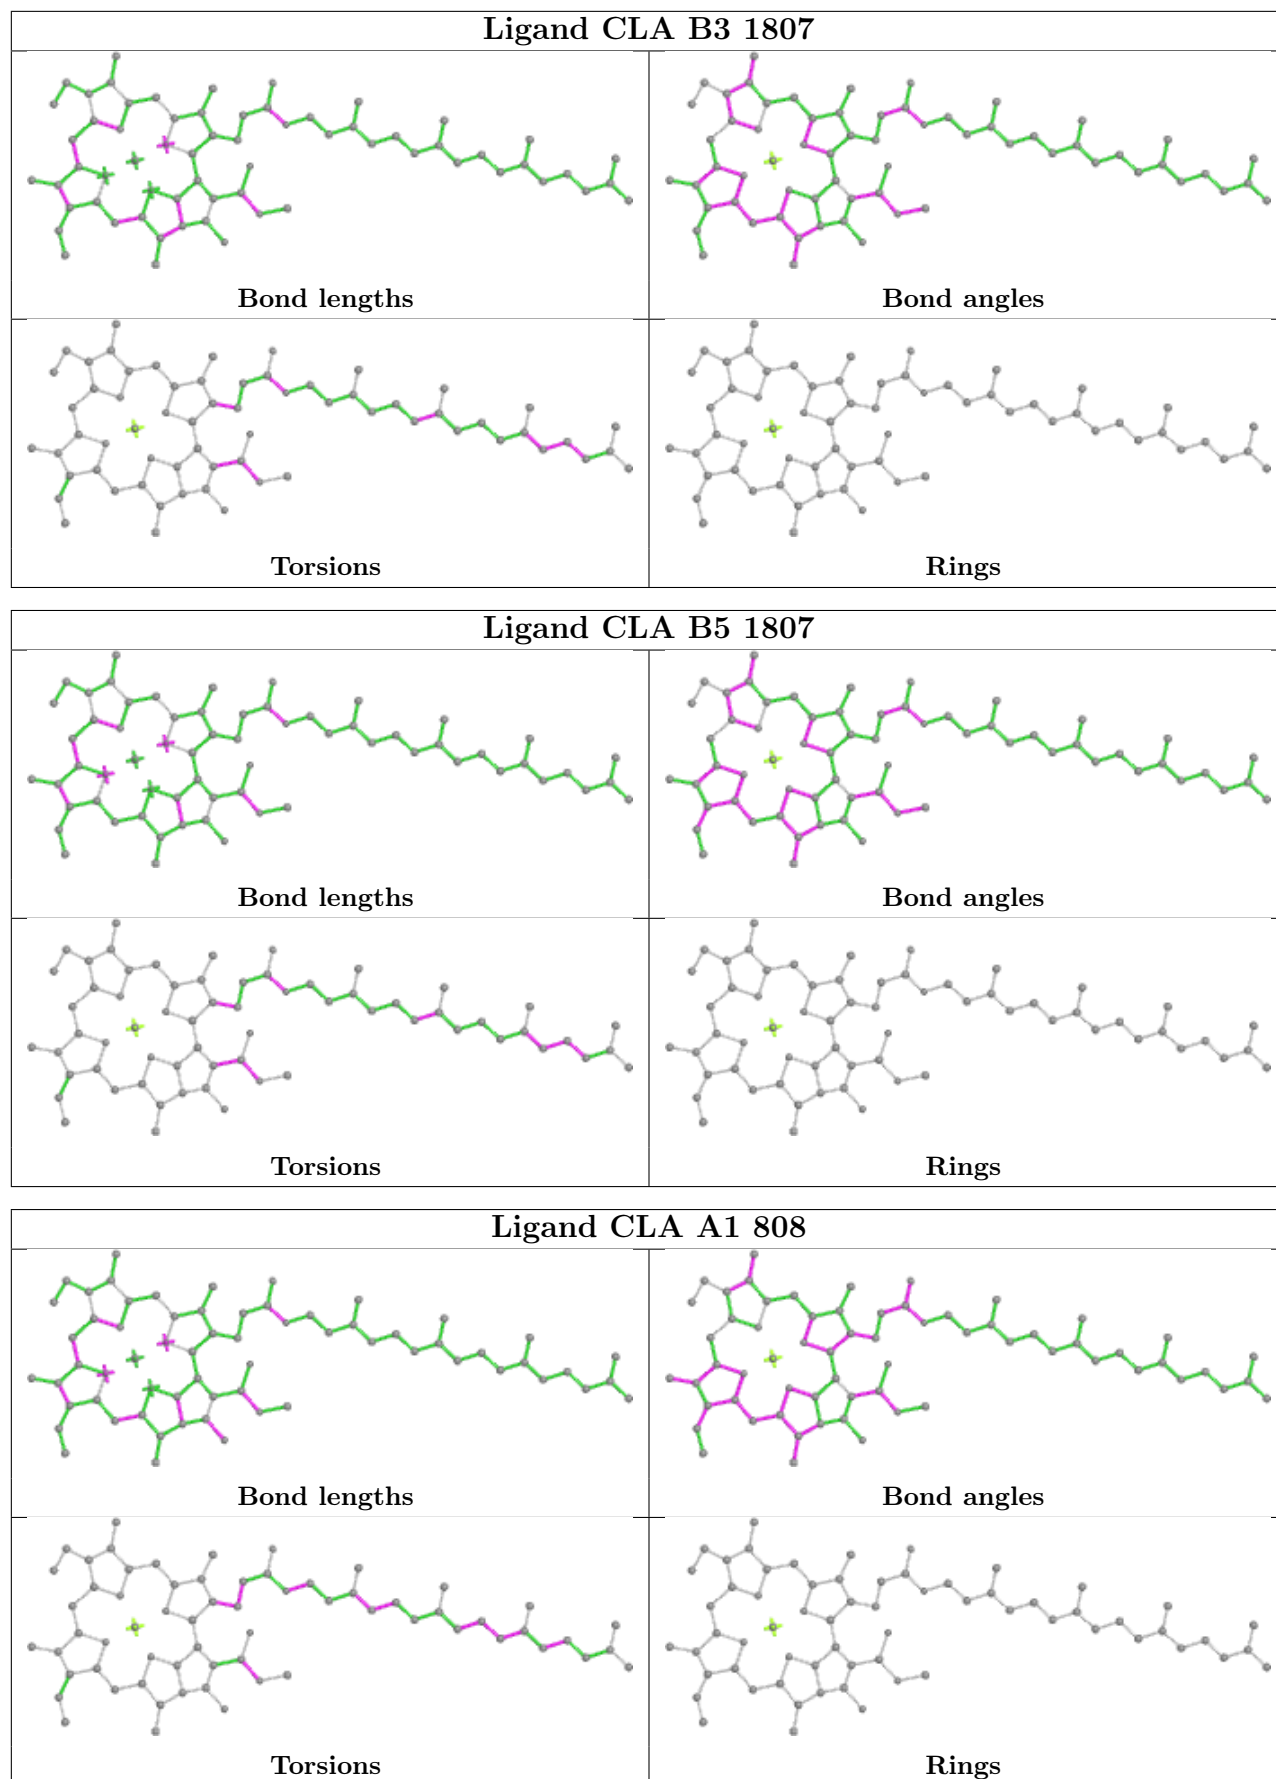 Ligand CLA B3 1807
Bond lengths
Bond angles
Torsions
Rings
Ligand CLA B5 1807
Bond lengths
Bond angles
Torsions
Rings
Ligand CLA A1 808
Bond lengths
Bond angles
Torsions
Rings